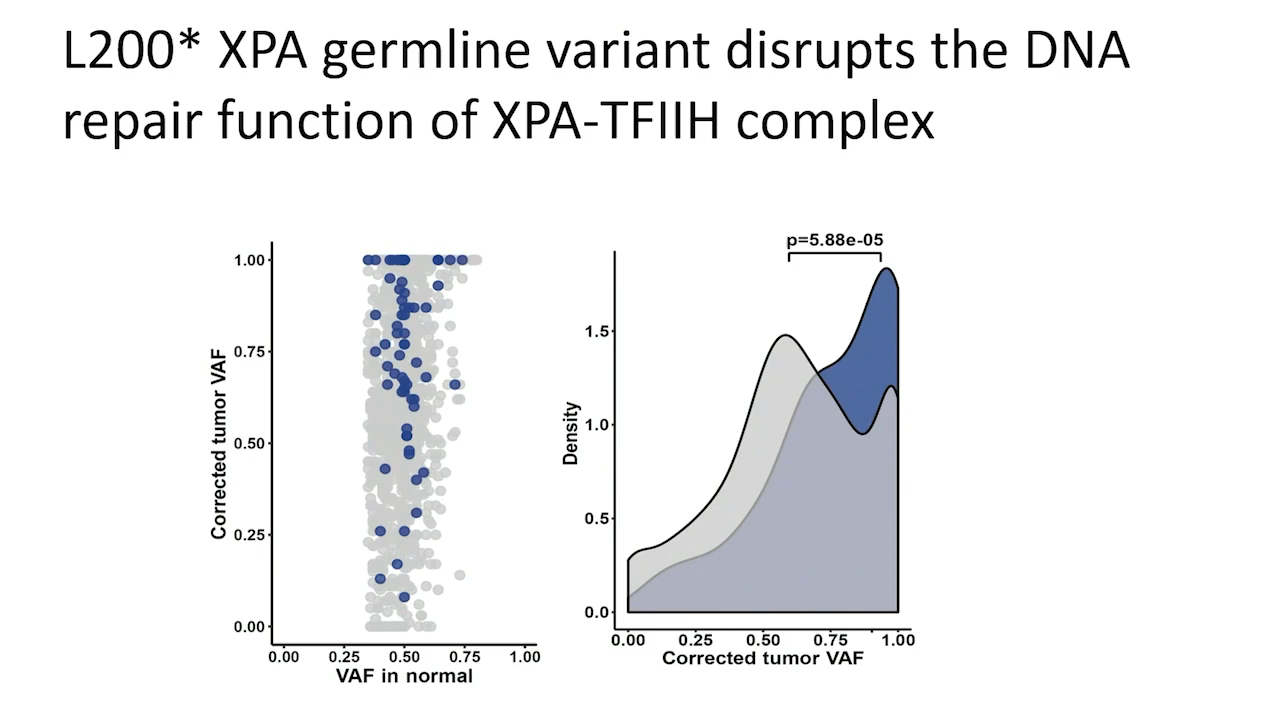 L200* XPA germline variant disrupts the DNA
repair function of XPA-TFIIH complex
Corrected tumor VAF
1.00
0.75
0.50
0.25
0.00
0.00 0.25 0.50 0.75 1.00
VAF in normal
p=5.88e-05
Density
1.5
1.0
0.5
0.0
0.00 0.25 0.50 0.75 1.00
Corrected tumor VAF